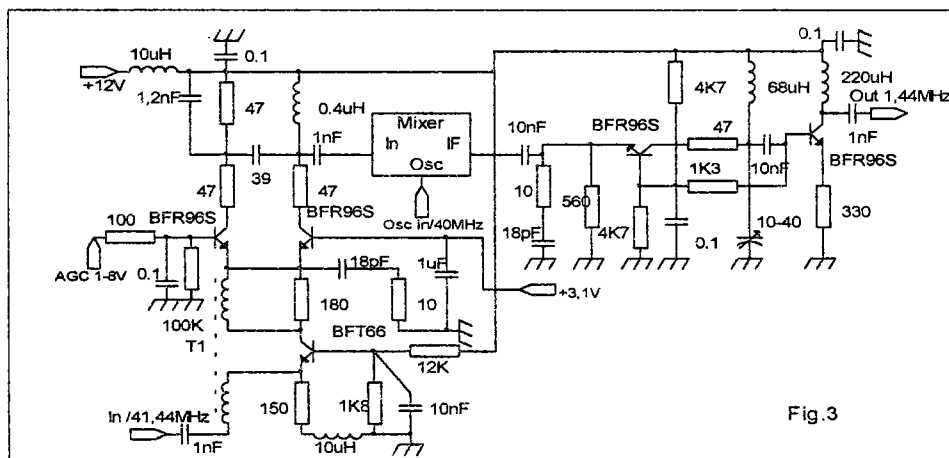 0.1
10uH
+12V
1,2nF
47
0.4uH
1nF
39
47
47
Mixer
In
IF
Osc
Osc in/40MHz
10nF
10
18pF
560
BFR96S
4K7
4K7
47
1K3
0.1
68uH
10nF
10-40
0.1
220uH
Out 1,44MHz
1nF
BFR96S
330
100
BFR96S
BFR96S
AGC 1-8V
0.1
100K
T1
18pF
180
10
1uF
+3,1V
BFT66
12K
150
1K8
10nF
10uH
In /41,44MHz
1nF
Fig.3